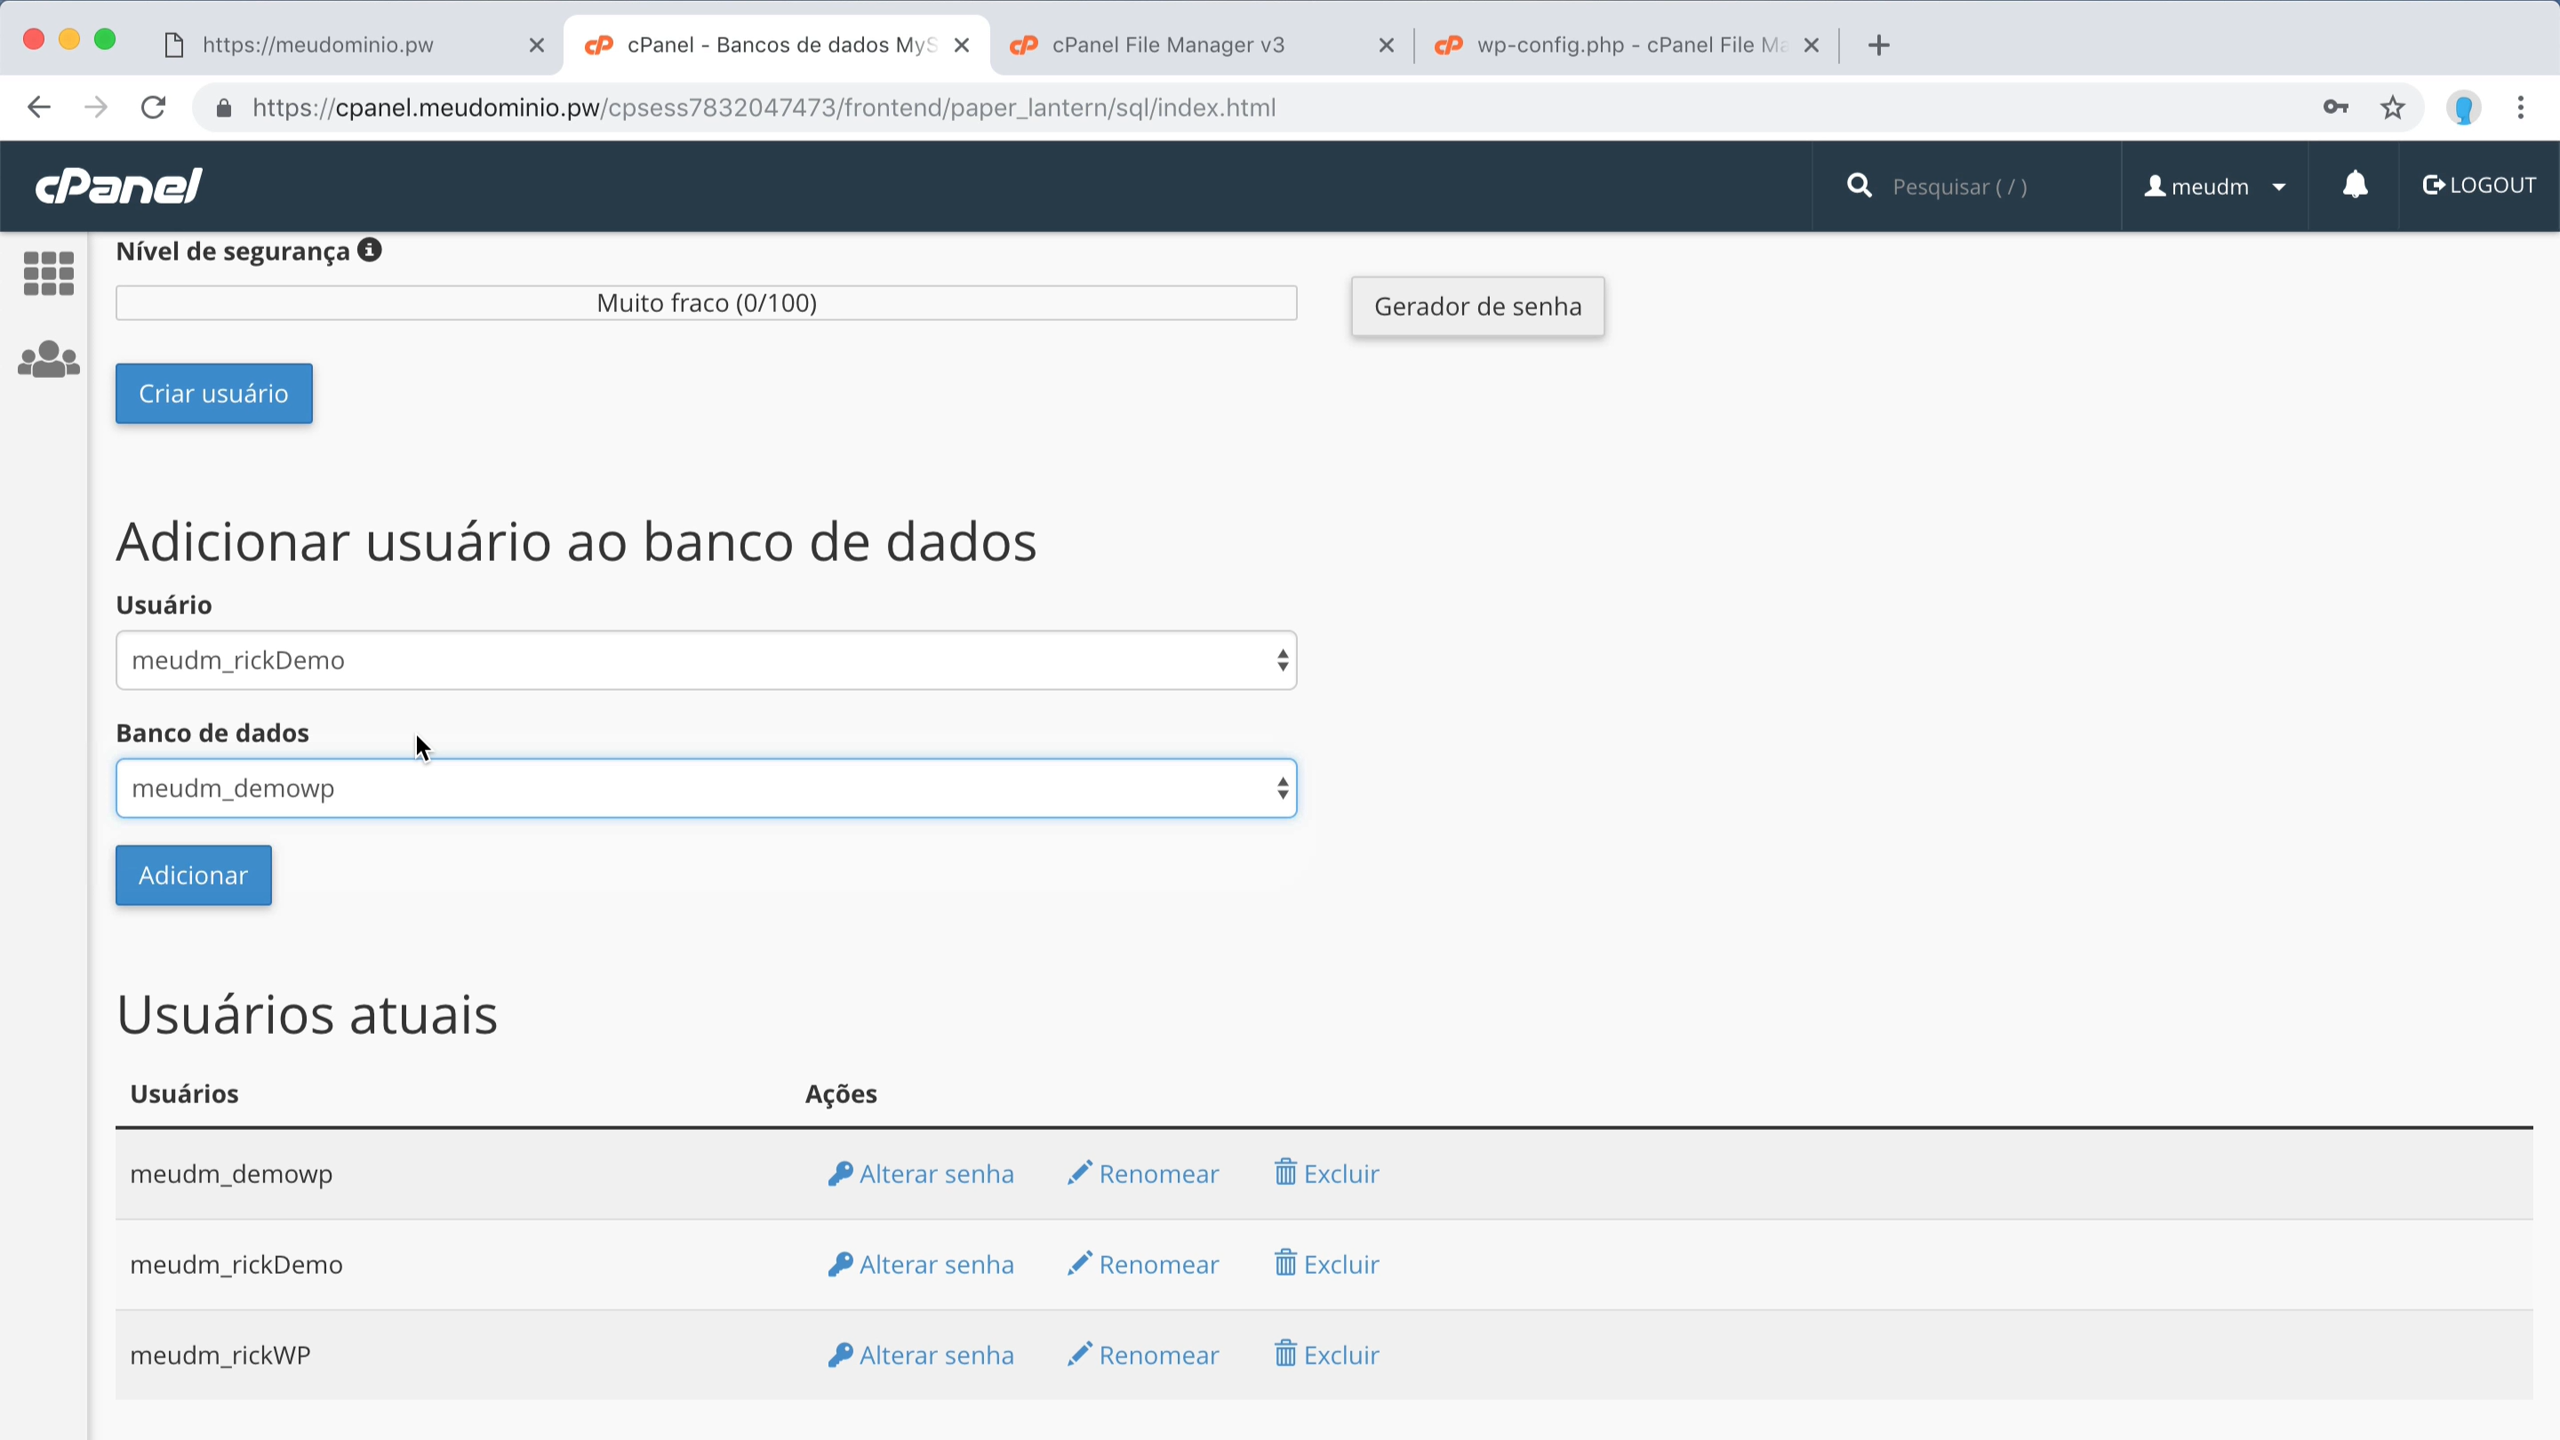 https://meudominio.pw
cPanel - Bancos de dados MyS
cPanel File Manager v3
wp-config.php - cPanel File Ma
https://cpanel.meudominio.pw/cpsess7832047473/frontend/paper_lantern/sql/index.html
cPanel
Pesquisar ( / )
meudm
LOGOUT
Nível de segurança
Muito fraco (0/100)
Gerador de senha
Criar usuário
Adicionar usuário ao banco de dados
Usuário
meudm_rickDemo
Banco de dados
meudm_demowp
Adicionar
Usuários atuais
Usuários Ações
meudm_demowp Alterar senha Renomear Excluir
meudm_rickDemo Alterar senha Renomear Excluir
meudm_rickWP Alterar senha Renomear Excluir